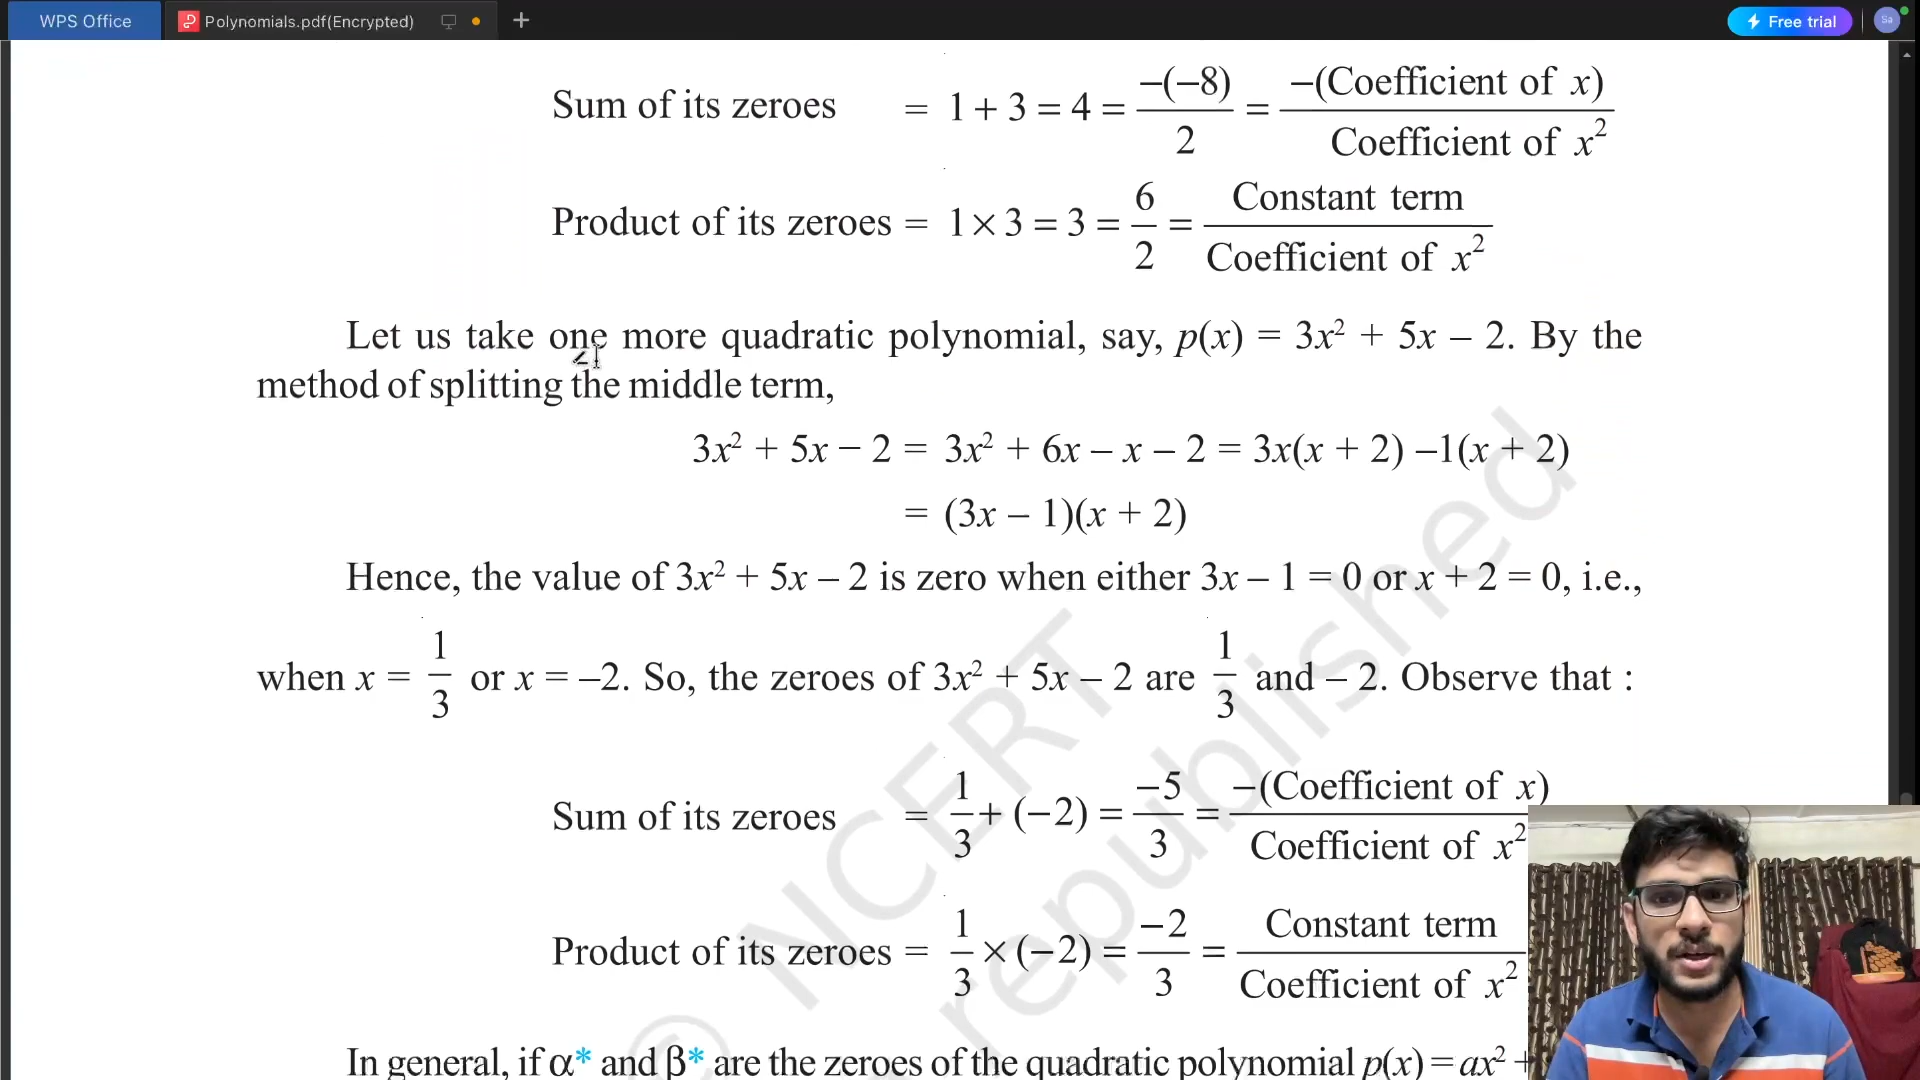 WPS Office Polynomials.pdf(Encrypted) Free trial Sa
Sum of its zeroes = 1 + 3 = 4 = −(−8)/2 = −(Coefficient of x)/Coefficient of x²
Product of its zeroes = 1 × 3 = 3 = 6/2 = Constant term/Coefficient of x²
Let us take one more quadratic polynomial, say, p(x) = 3x² + 5x – 2. By the
method of splitting the middle term,
3x² + 5x − 2 = 3x² + 6x – x – 2 = 3x(x + 2) –1(x + 2)
= (3x – 1)(x + 2)
Hence, the value of 3x² + 5x – 2 is zero when either 3x – 1 = 0 or x + 2 = 0, i.e.,
when x = 1/3 or x = –2. So, the zeroes of 3x² + 5x – 2 are 1/3 and – 2. Observe that :
Sum of its zeroes = 1/3 + (−2) = −5/3 = −(Coefficient of x)/Coefficient of x²
Product of its zeroes = 1/3 × (−2) = −2/3 = Constant term/Coefficient of x²
In general, if α* and β* are the zeroes of the quadratic polynomial p(x) = ax² +
© NCERT
republished